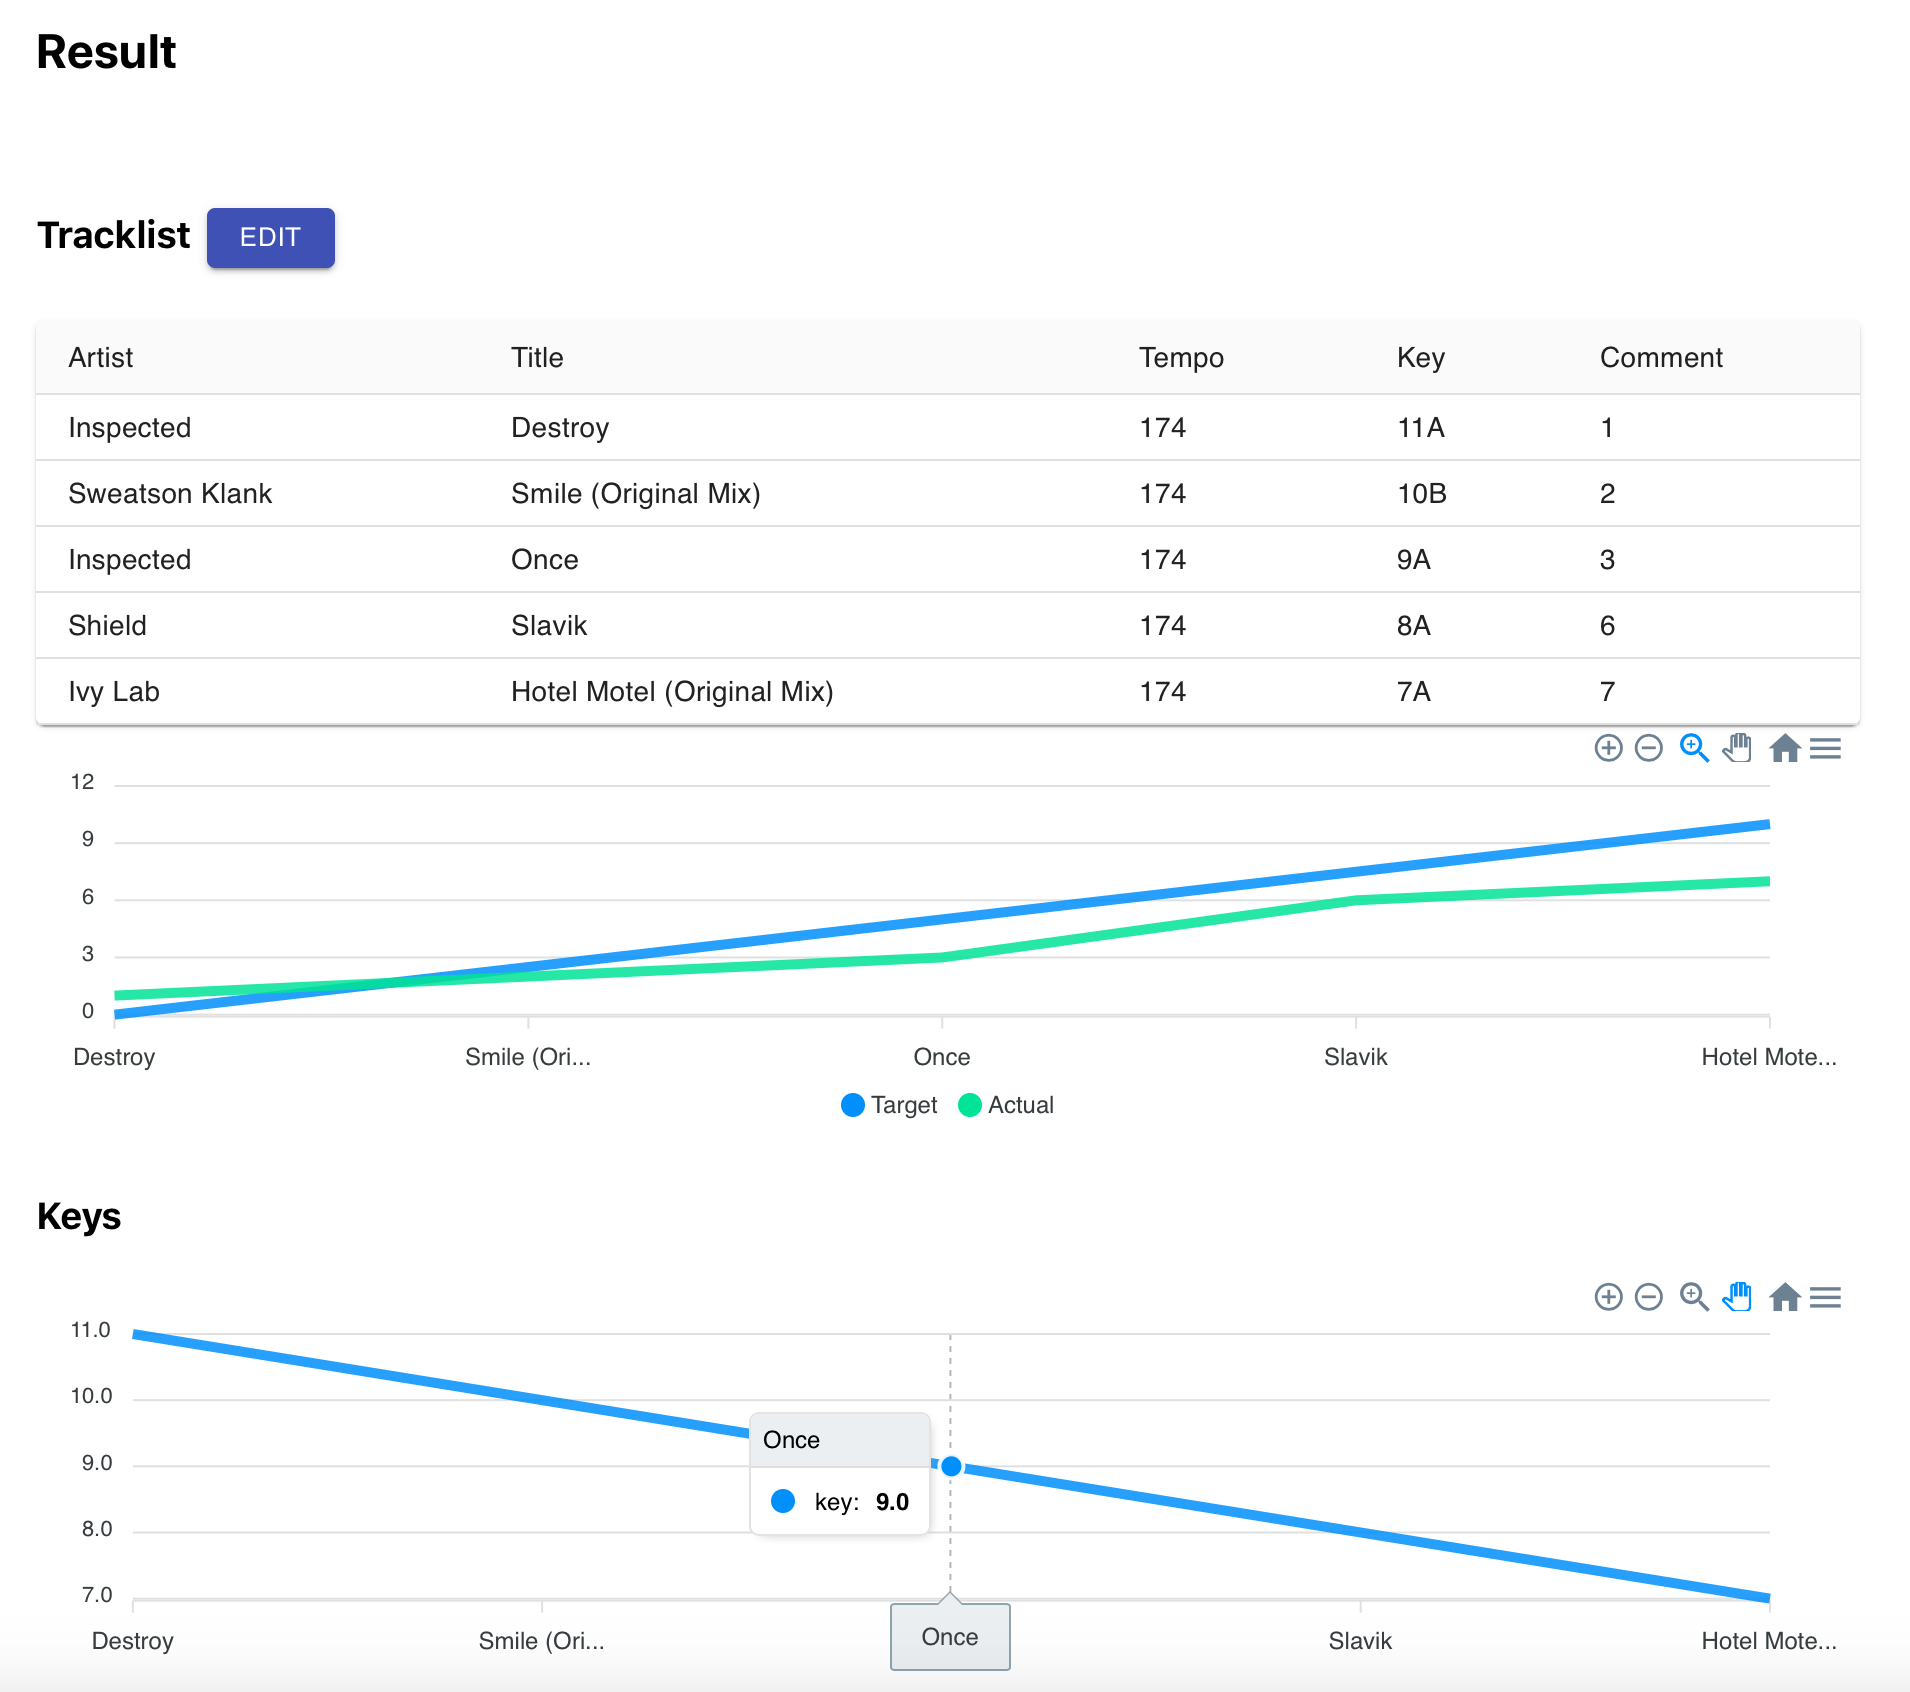 Result
Tracklist EDIT
Artist Title Tempo Key Comment
Inspected Destroy 174 11A 1
Sweatson Klank Smile (Original Mix) 174 10B 2
Inspected Once 174 9A 3
Shield Slavik 174 8A 6
Ivy Lab Hotel Motel (Original Mix) 174 7A 7
12
9
6
3
0
Destroy Smile (Ori... Once Slavik Hotel Mote...
Target Actual
Keys
11.0
10.0
9.0
8.0
7.0
Once
key: 9.0
Destroy Smile (Ori... Once Slavik Hotel Mote...